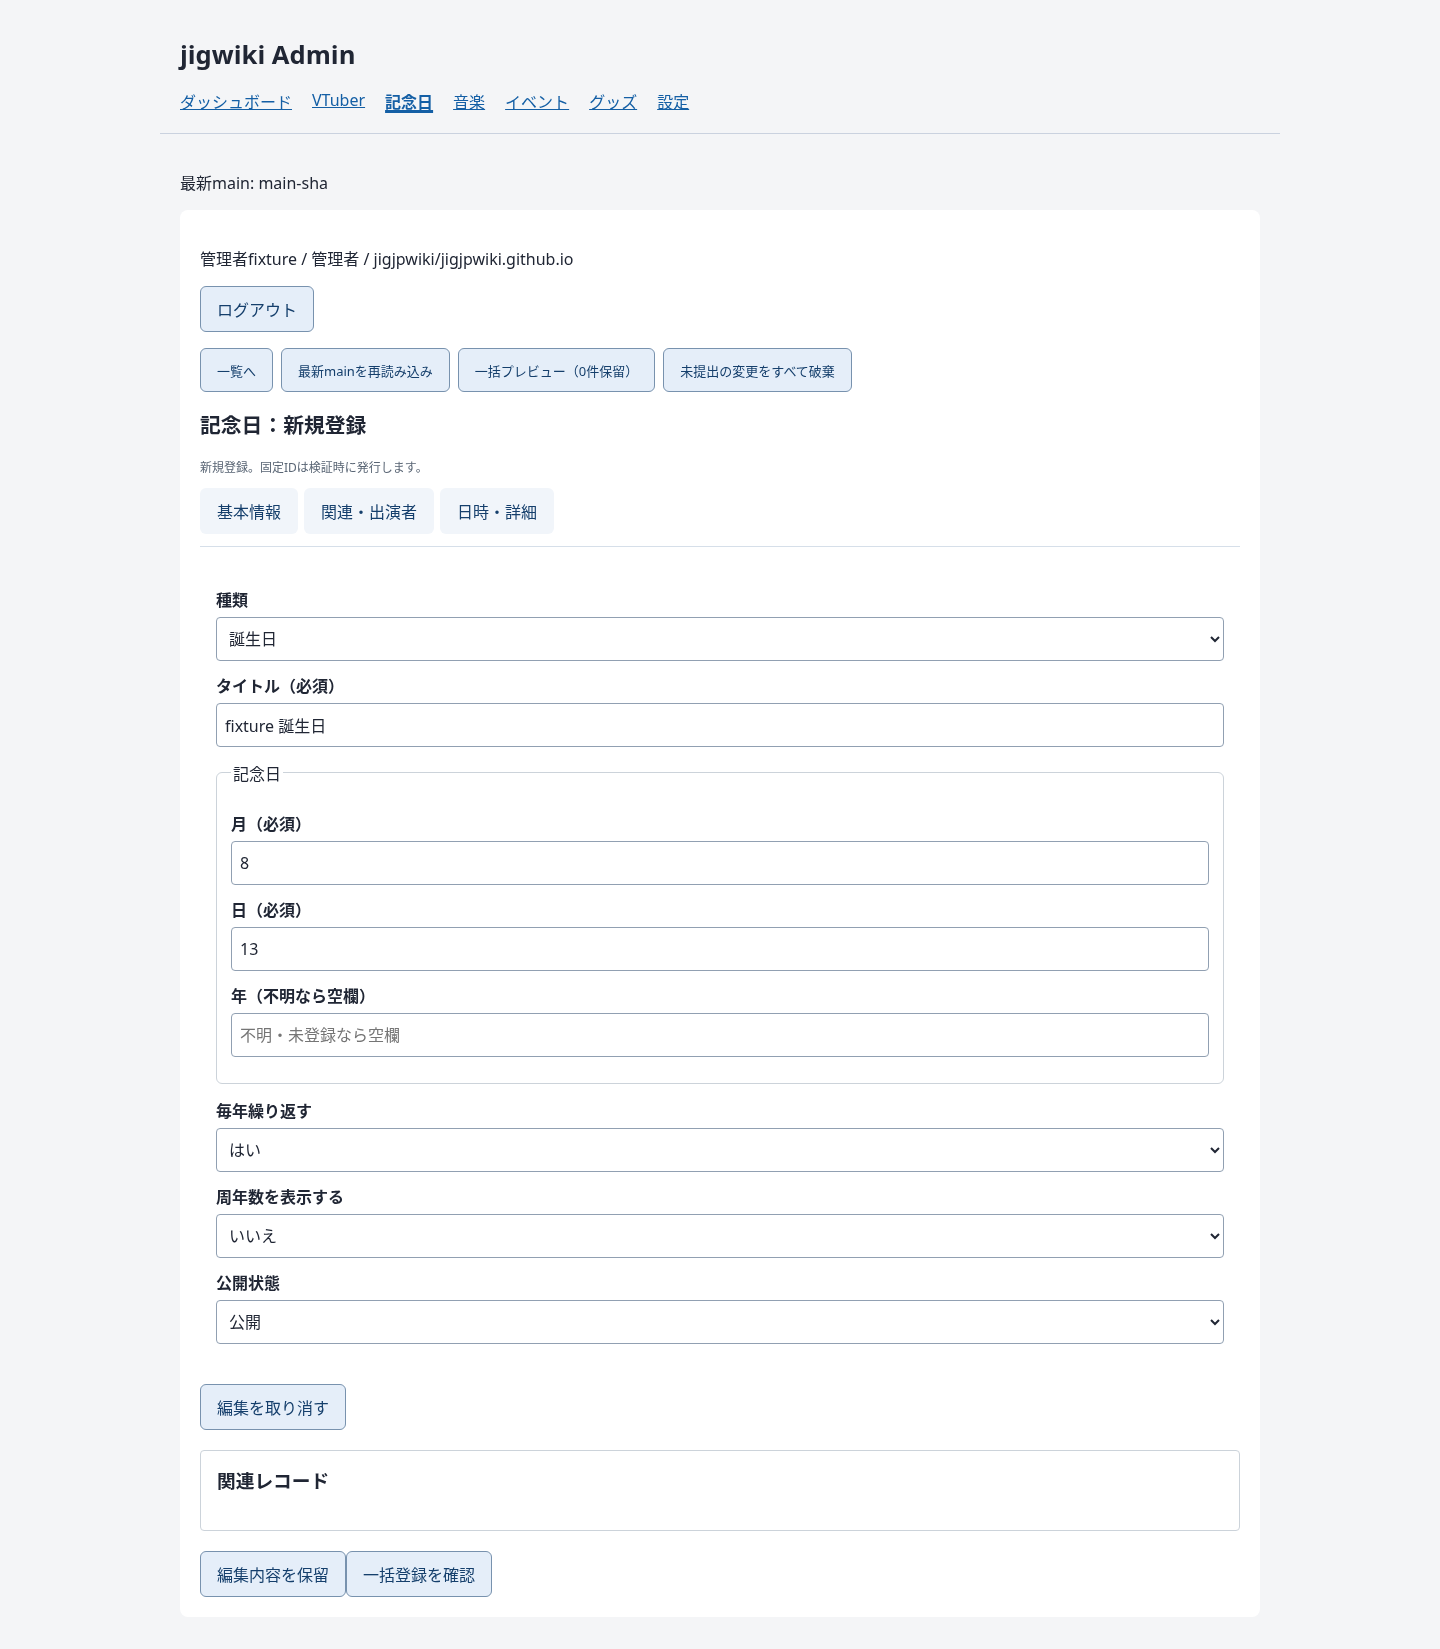 jigwiki Admin
ダッシュボード VTuber 記念日 音楽 イベント グッズ 設定
最新main: main-sha
管理者fixture / 管理者 / jigjpwiki/jigjpwiki.github.io
ログアウト
一覧へ 最新mainを再読み込み 一括プレビュー（0件保留） 未提出の変更をすべて破棄
記念日：新規登録
新規登録。固定IDは検証時に発行します。
基本情報 関連・出演者 日時・詳細
種類
誕生日
タイトル（必須）
fixture 誕生日
記念日
月（必須）
8
日（必須）
13
年（不明なら空欄）
不明・未登録なら空欄
毎年繰り返す
はい
周年数を表示する
いいえ
公開状態
公開
編集を取り消す
関連レコード
編集内容を保留 一括登録を確認